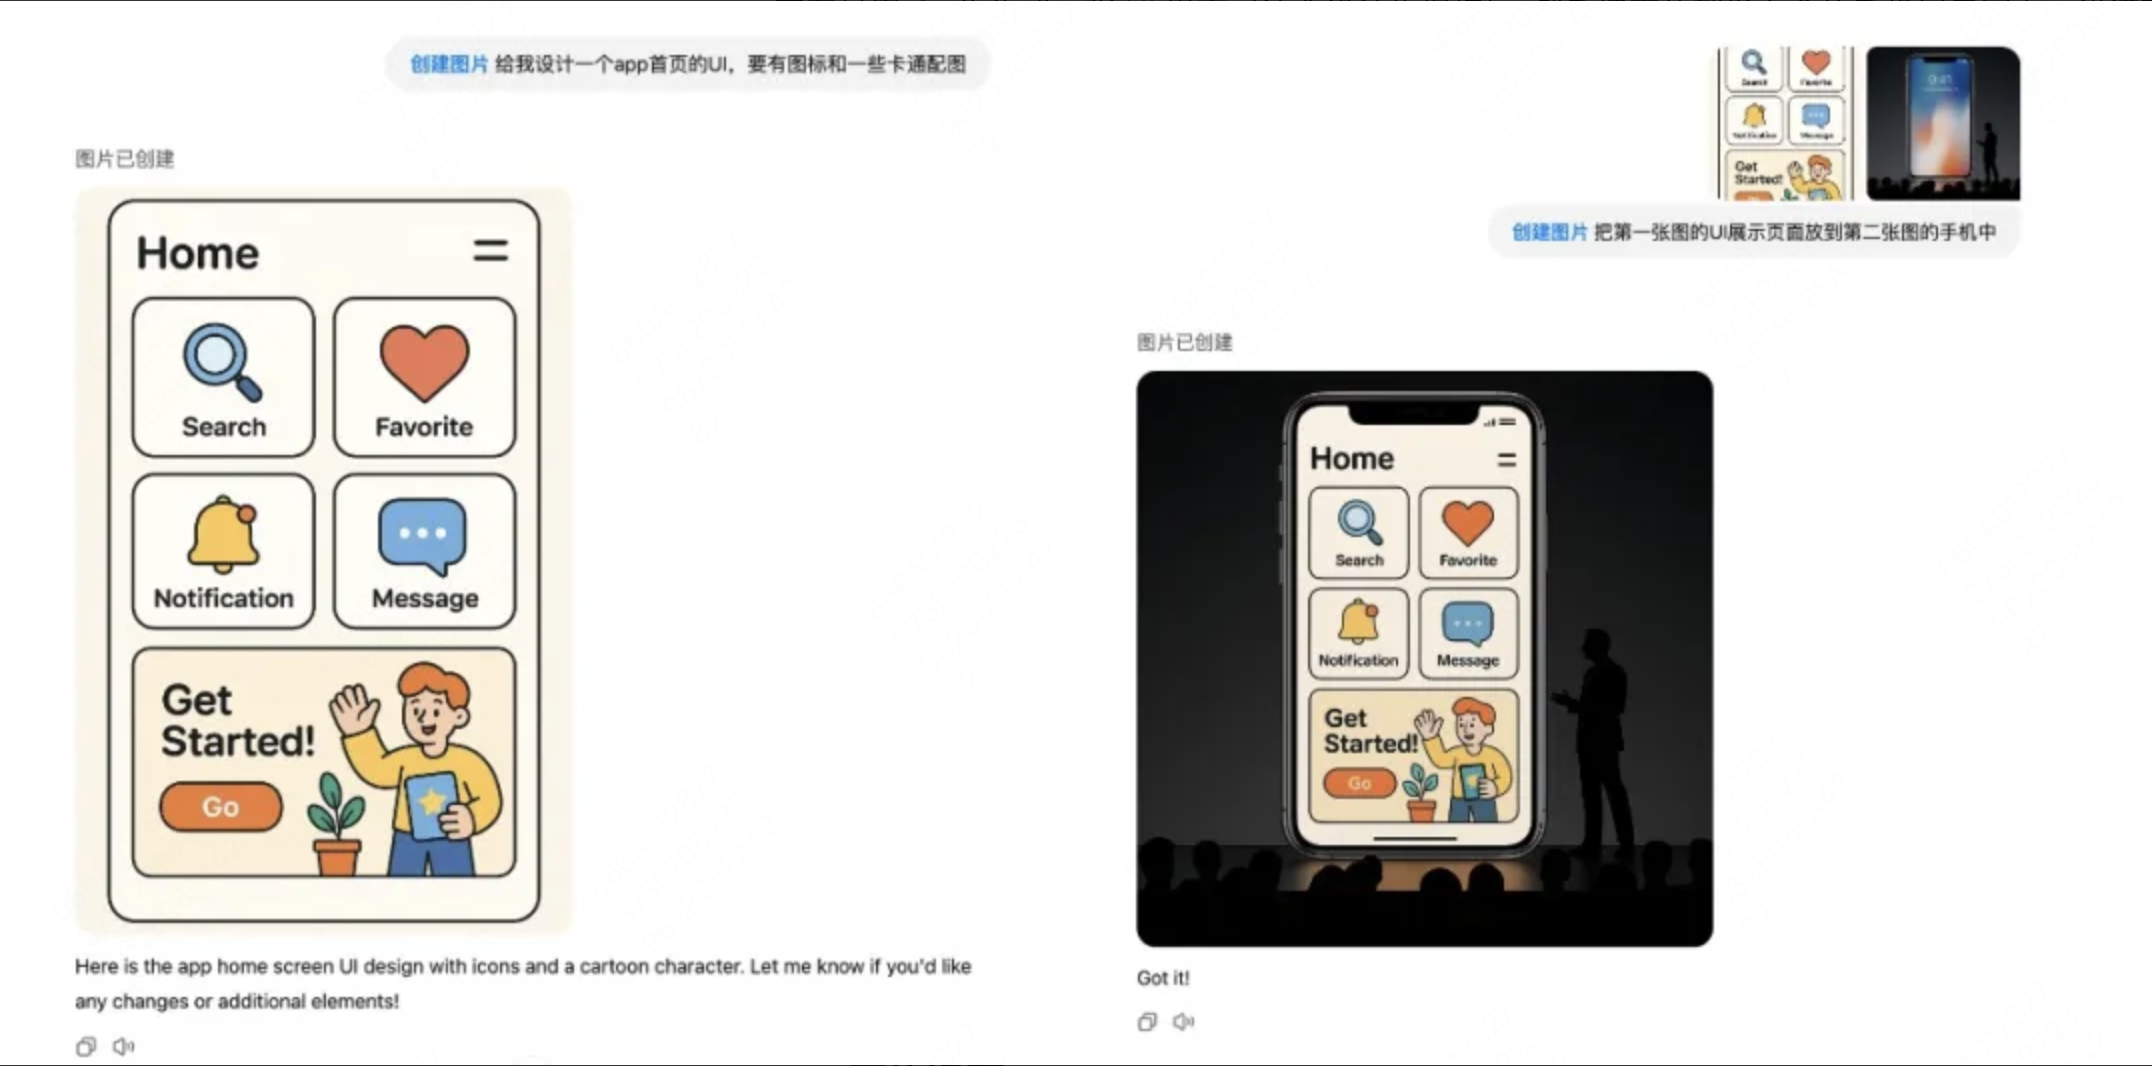 创建图片 给我设计一个app首页的UI，要有图标和一些卡通配图
图片已创建
Home
Search
Favorite
Notification
Message
Get
Started!
Go
Here is the app home screen UI design with icons and a cartoon character. Let me know if you'd like
any changes or additional elements!
Search
Favorite
Notification
Message
Get
Started!
创建图片 把第一张图的UI展示页面放到第二张图的手机中
图片已创建
Home
Search
Favorite
Notification
Message
Get
Started!
Go
Got it!